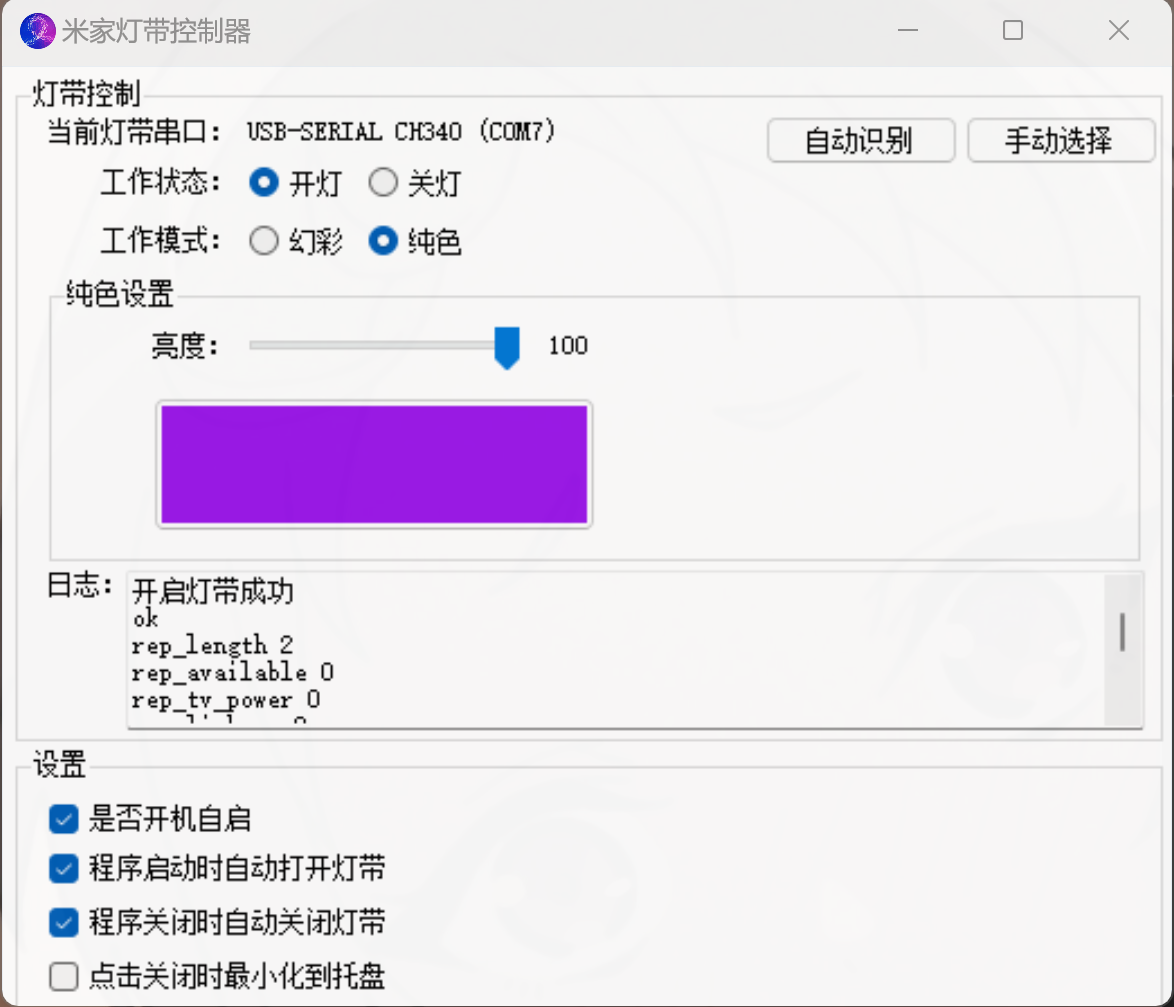 米家灯带控制器
灯带控制
当前灯带串口： USB-SERIAL CH340 (COM7) 自动识别 手动选择
工作状态： 开灯 关灯
工作模式： 幻彩 纯色
纯色设置
亮度： 100
日志： 开启灯带成功
ok
rep_length 2
rep_available 0
rep_tv_power 0
设置
是否开机自启
程序启动时自动打开灯带
程序关闭时自动关闭灯带
点击关闭时最小化到托盘